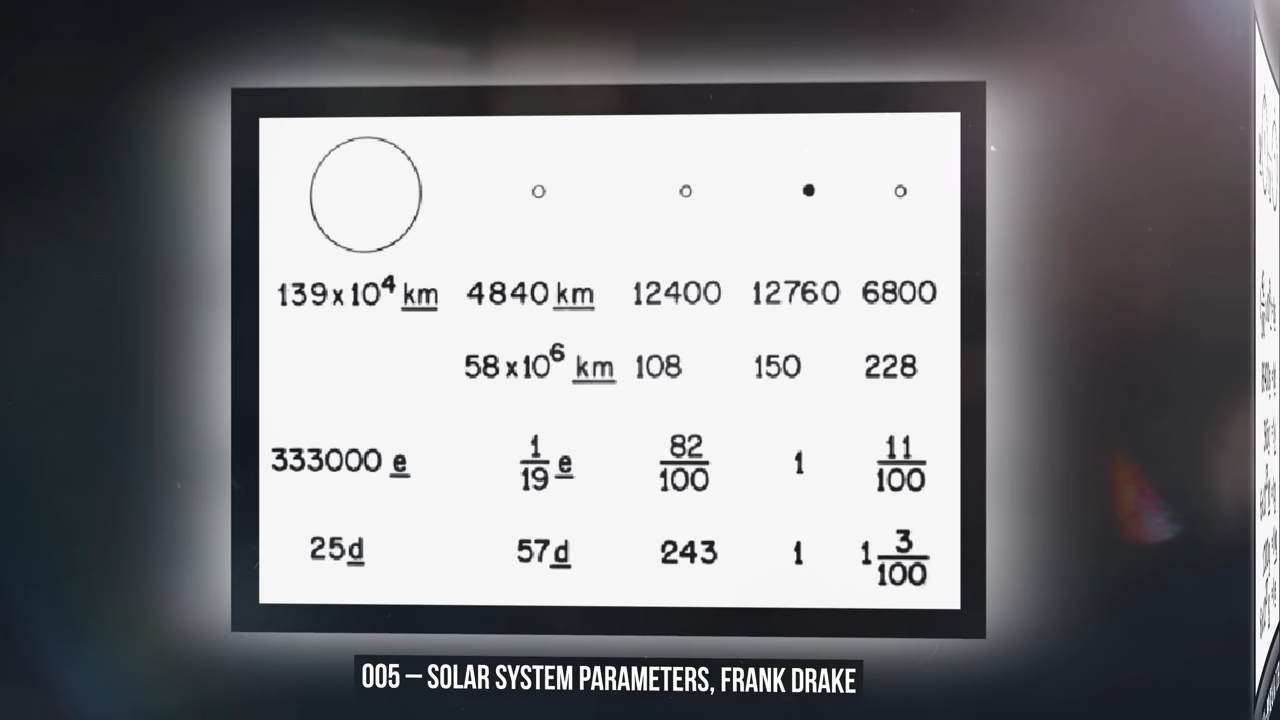 139x10⁴ km 4840 km 12400 12760 6800
58x10⁶ km 108 150 228
333000 e 1/19 e 82/100 1 11/100
25d 57d 243 1 1 3/100
005 – SOLAR SYSTEM PARAMETERS, FRANK DRAKE